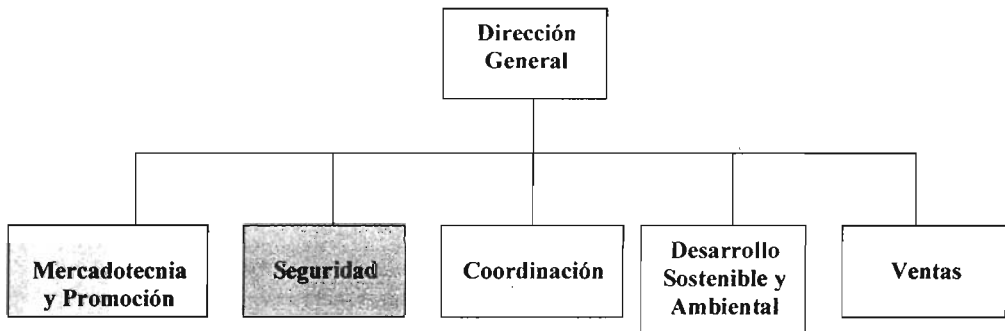 Dirección
General
Mercadotecnia
y Promoción
Seguridad
Coordinación
Desarrollo
Sostenible y
Ambiental
Ventas